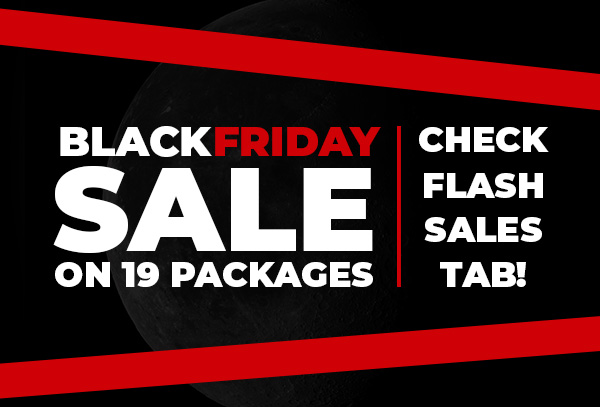 BLACKFRIDAY
SALE
ON 19 PACKAGES
CHECK
FLASH
SALES
TAB!